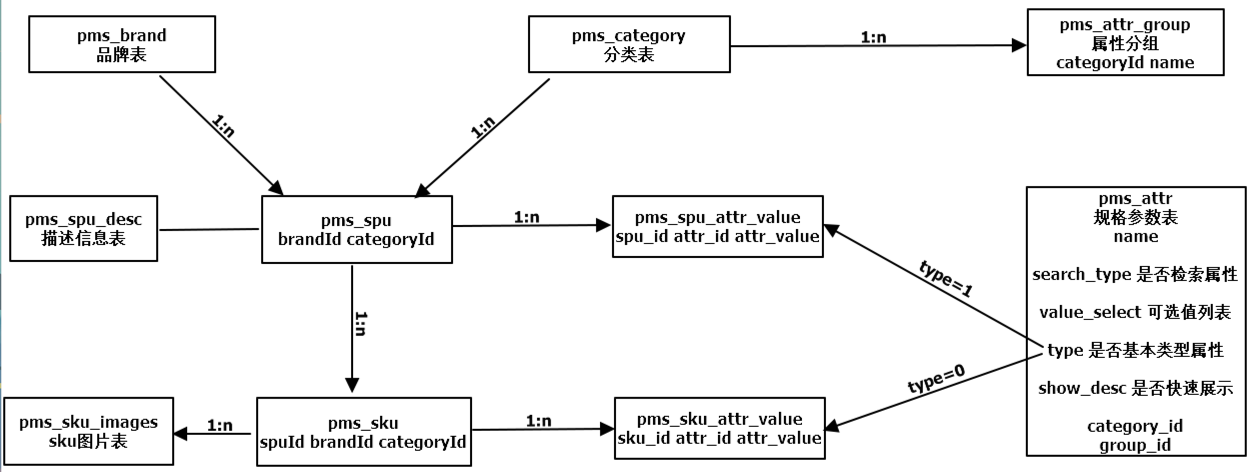 pms_brand
品牌表
pms_category
分类表
1:n
pms_attr_group
属性分组
categoryId name
1:n
1:n
pms_spu_desc
描述信息表
pms_spu
brandId categoryId
1:n
pms_spu_attr_value
spu_id attr_id attr_value
pms_attr
规格参数表
name
search_type 是否检索属性
value_select 可选值列表
type 是否基本类型属性
show_desc 是否快速展示
category_id
group_id
type=1
type=0
1:n
pms_sku_images
sku图片表
1:n
pms_sku
spuId brandId categoryId
1:n
pms_sku_attr_value
sku_id attr_id attr_value